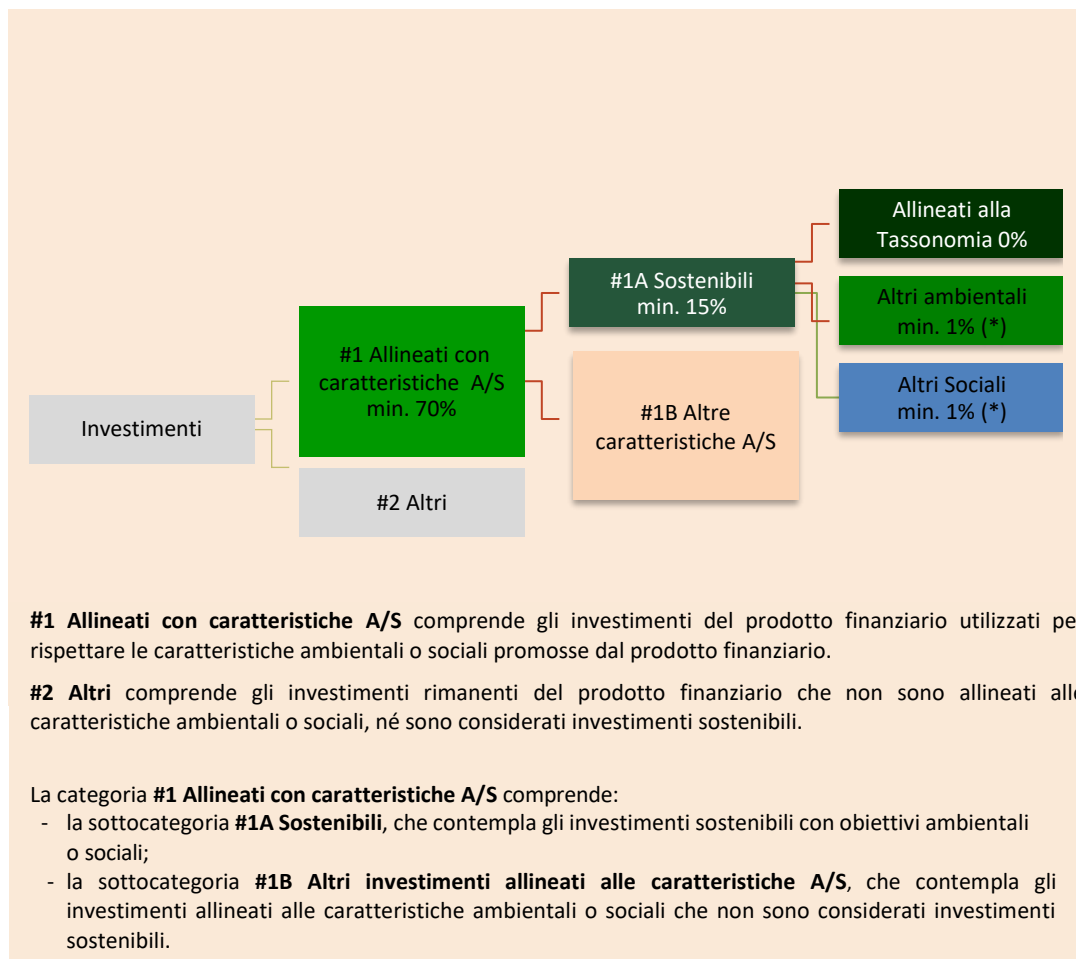 Allineati alla
Tassonomia 0%
#1A Sostenibili
min. 15%
Altri ambientali
min. 1% (*)
#1 Allineati con
caratteristiche A/S
min. 70%
Altri Sociali
min. 1% (*)
Investimenti
#1B Altre
caratteristiche A/S
#2 Altri
#1 Allineati con caratteristiche A/S comprende gli investimenti del prodotto finanziario utilizzati pe
rispettare le caratteristiche ambientali o sociali promosse dal prodotto finanziario.
#2 Altri comprende gli investimenti rimanenti del prodotto finanziario che non sono allineati alle
caratteristiche ambientali o sociali, né sono considerati investimenti sostenibili.
La categoria #1 Allineati con caratteristiche A/S comprende:
- la sottocategoria #1A Sostenibili, che contempla gli investimenti sostenibili con obiettivi ambientali
o sociali;
- la sottocategoria #1B Altri investimenti allineati alle caratteristiche A/S, che contempla gli
investimenti allineati alle caratteristiche ambientali o sociali che non sono considerati investimenti
sostenibili.